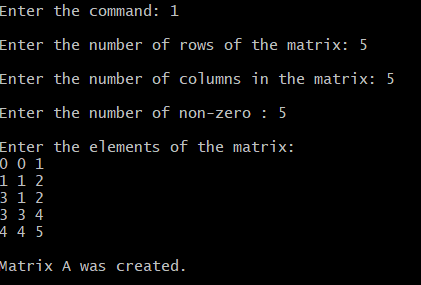 Enter the command: 1
Enter the number of rows of the matrix: 5
Enter the number of columns in the matrix: 5
Enter the number of non-zero : 5
Enter the elements of the matrix:
0 0 1
1 1 2
3 1 2
3 3 4
4 4 5
Matrix A was created.